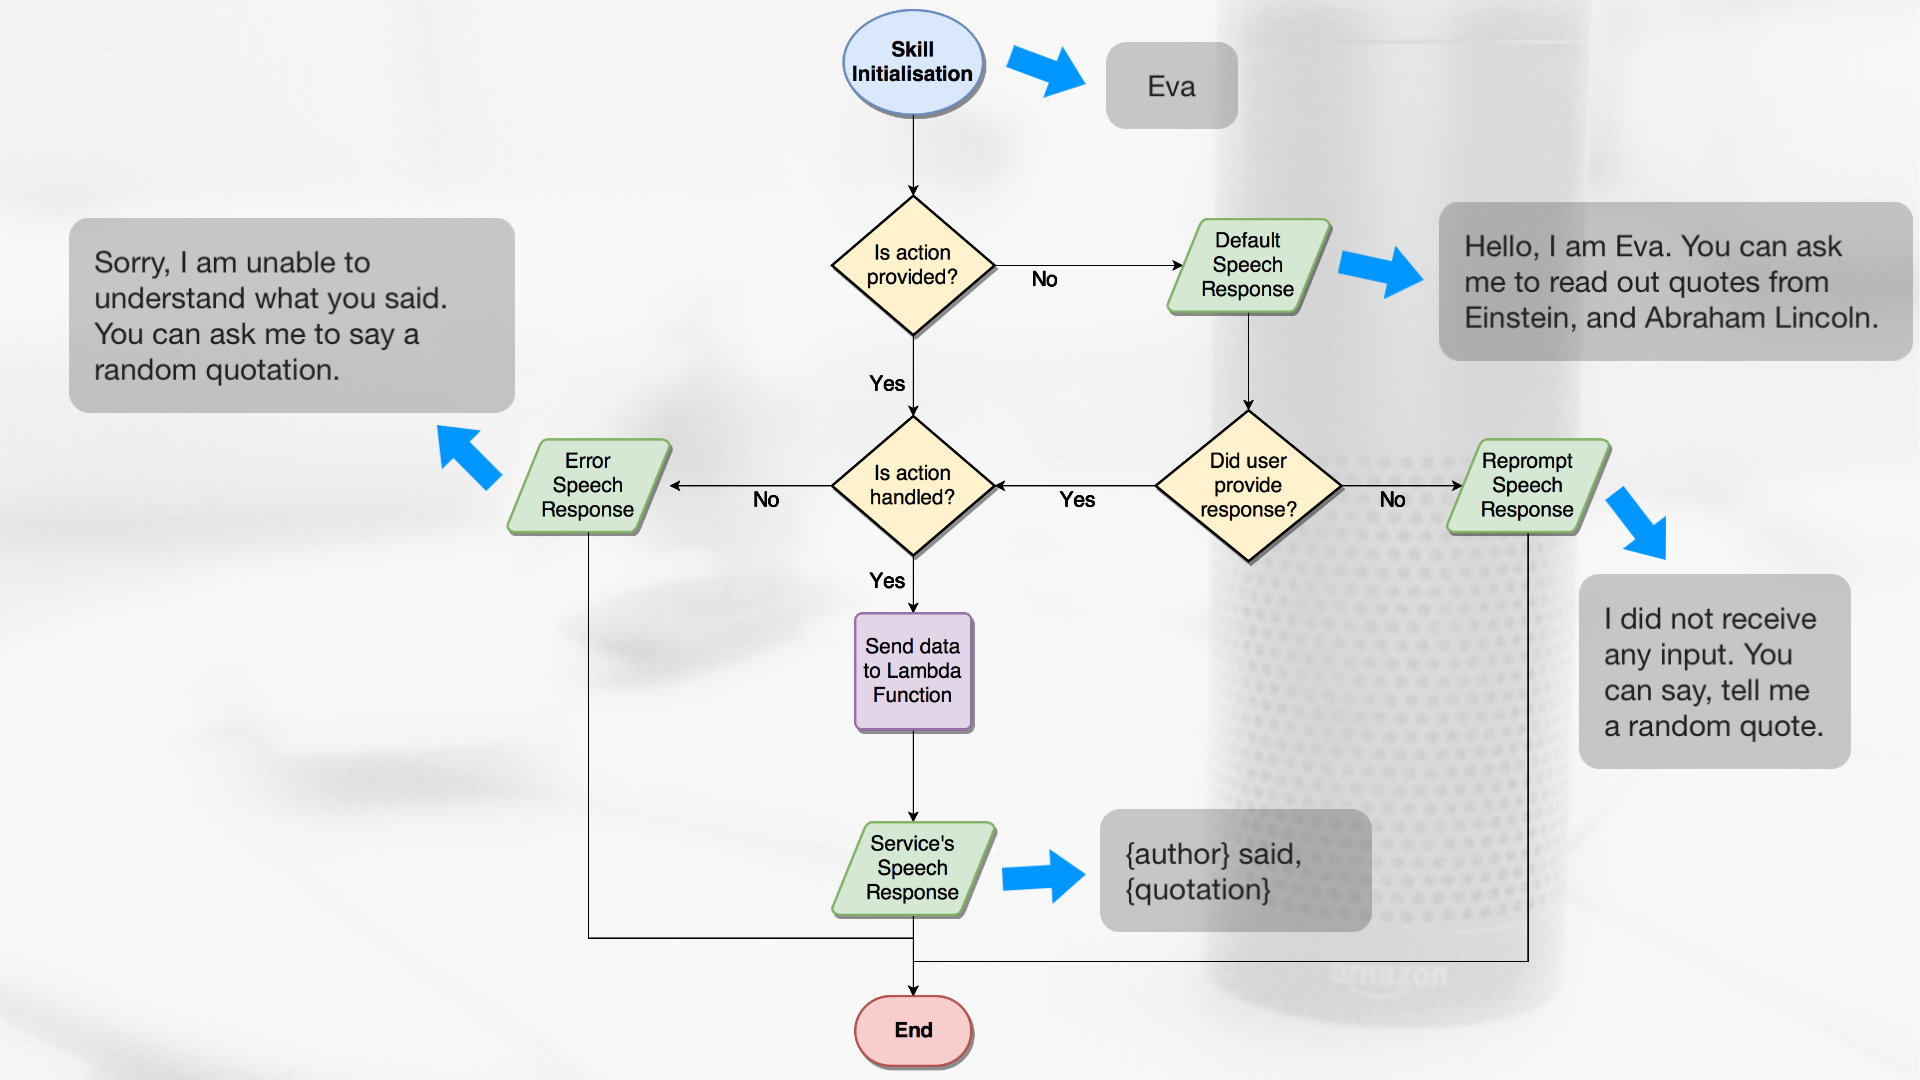 Skill
Initialisation
Eva
Is action
provided?
No
Default
Speech
Response
Hello, I am Eva. You can ask
me to read out quotes from
Einstein, and Abraham Lincoln.
Sorry, I am unable to
understand what you said.
You can ask me to say a
random quotation.
Yes
Error
Speech
Response
No
Is action
handled?
Yes
Did user
provide
response?
No
Reprompt
Speech
Response
Yes
I did not receive
any input. You
can say, tell me
a random quote.
Send data
to Lambda
Function
Service's
Speech
Response
{author} said,
{quotation}
amazon
End